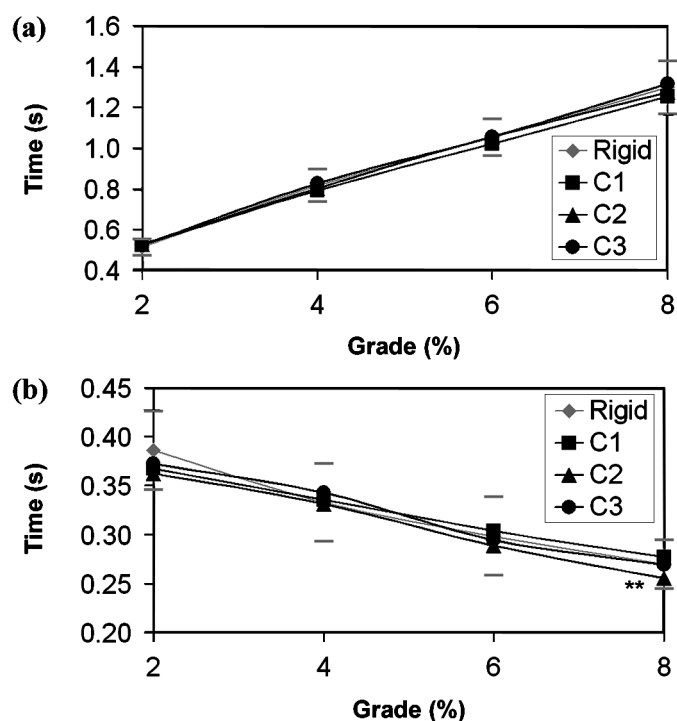 (a)
1.6
1.4
1.2
1.0
0.8
0.6
0.4
Time (s)
Rigid
C1
C2
C3
2 4 6 8
Grade (%)
(b)
0.45
0.40
0.35
0.30
0.25
0.20
Time (s)
Rigid
C1
C2
C3
**
2 4 6 8
Grade (%)